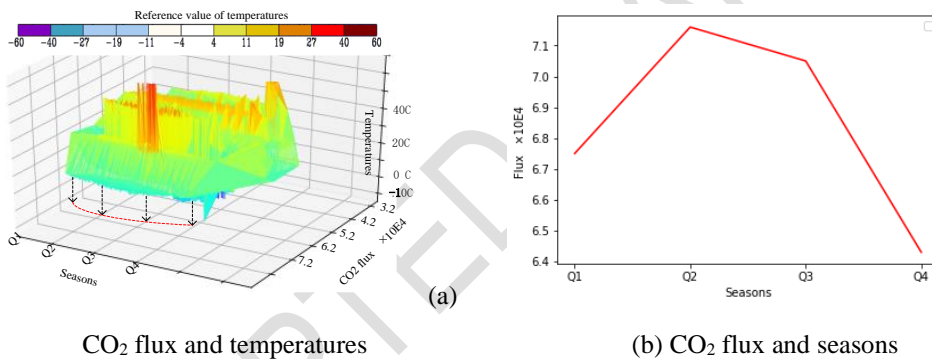 Reference value of temperatures
-60 -40 -27 -19 -11 -4 4 11 19 27 40 60
Temperatures
40C
20C
0 C
-10C
3.2
4.2
5.2
6.2
7.2
CO2 flux ×10E4
Q1
Q2
Q3
Q4
Seasons
(a)
CO₂ flux and temperatures
7.1
7.0
6.9
6.8
6.7
6.6
6.5
6.4
Flux ×10E4
Q1 Q2 Q3 Q4
Seasons
(b) CO₂ flux and seasons